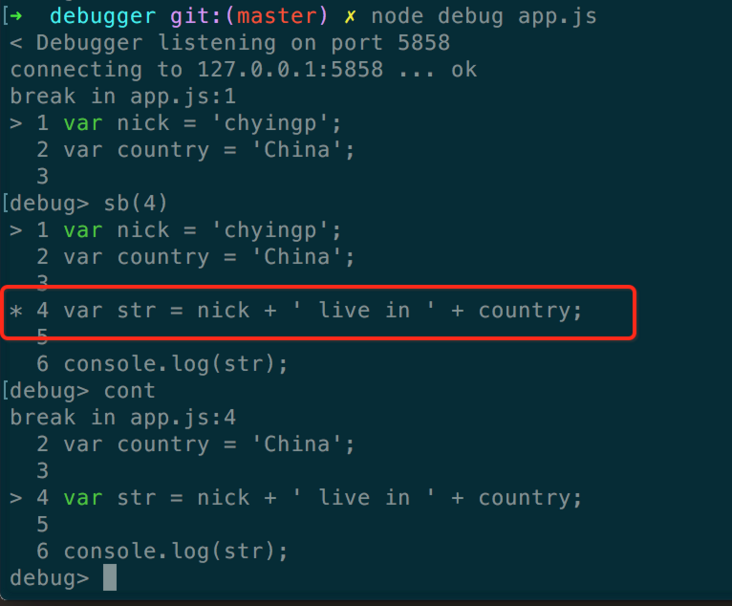 [➜  debugger git:(master) ✗ node debug app.js
< Debugger listening on port 5858
connecting to 127.0.0.1:5858 ... ok
break in app.js:1
> 1 var nick = 'chyingp';
  2 var country = 'China';
  3
[debug> sb(4)
> 1 var nick = 'chyingp';
  2 var country = 'China';
  3
* 4 var str = nick + ' live in ' + country;
  5
  6 console.log(str);
[debug> cont
break in app.js:4
  2 var country = 'China';
  3
> 4 var str = nick + ' live in ' + country;
  5
  6 console.log(str);
debug>